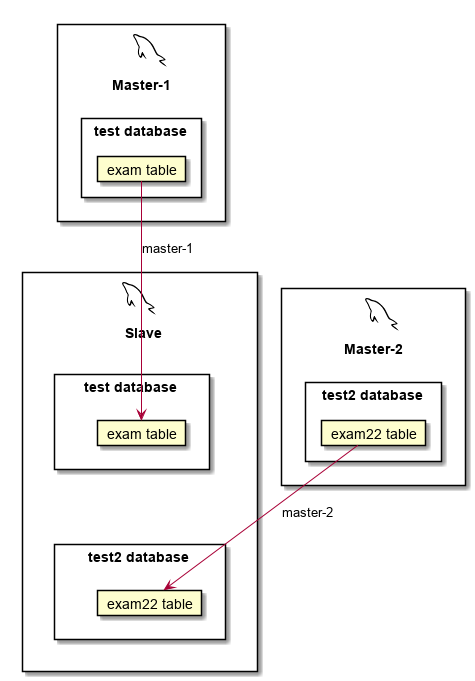 Master-1
test database
exam table
master-1
Slave
test database
exam table
Master-2
test2 database
exam22 table
master-2
test2 database
exam22 table